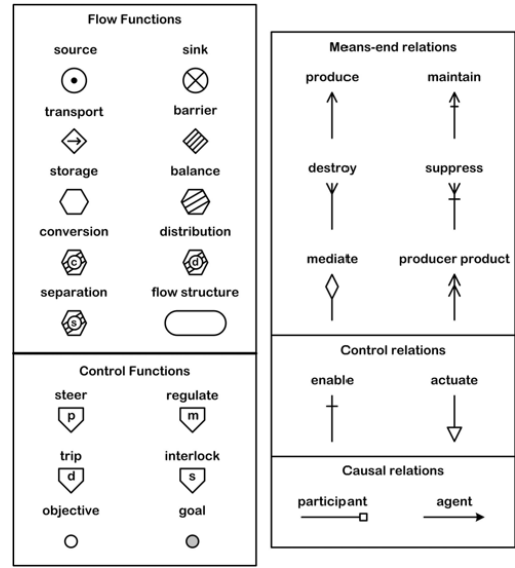 Flow Functions
source sink
transport barrier
storage balance
conversion distribution
c d
separation flow structure
s
Control Functions
steer regulate
p m
trip interlock
d s
objective goal
Means-end relations
produce maintain
destroy suppress
mediate producer product
Control relations
enable actuate
Causal relations
participant agent